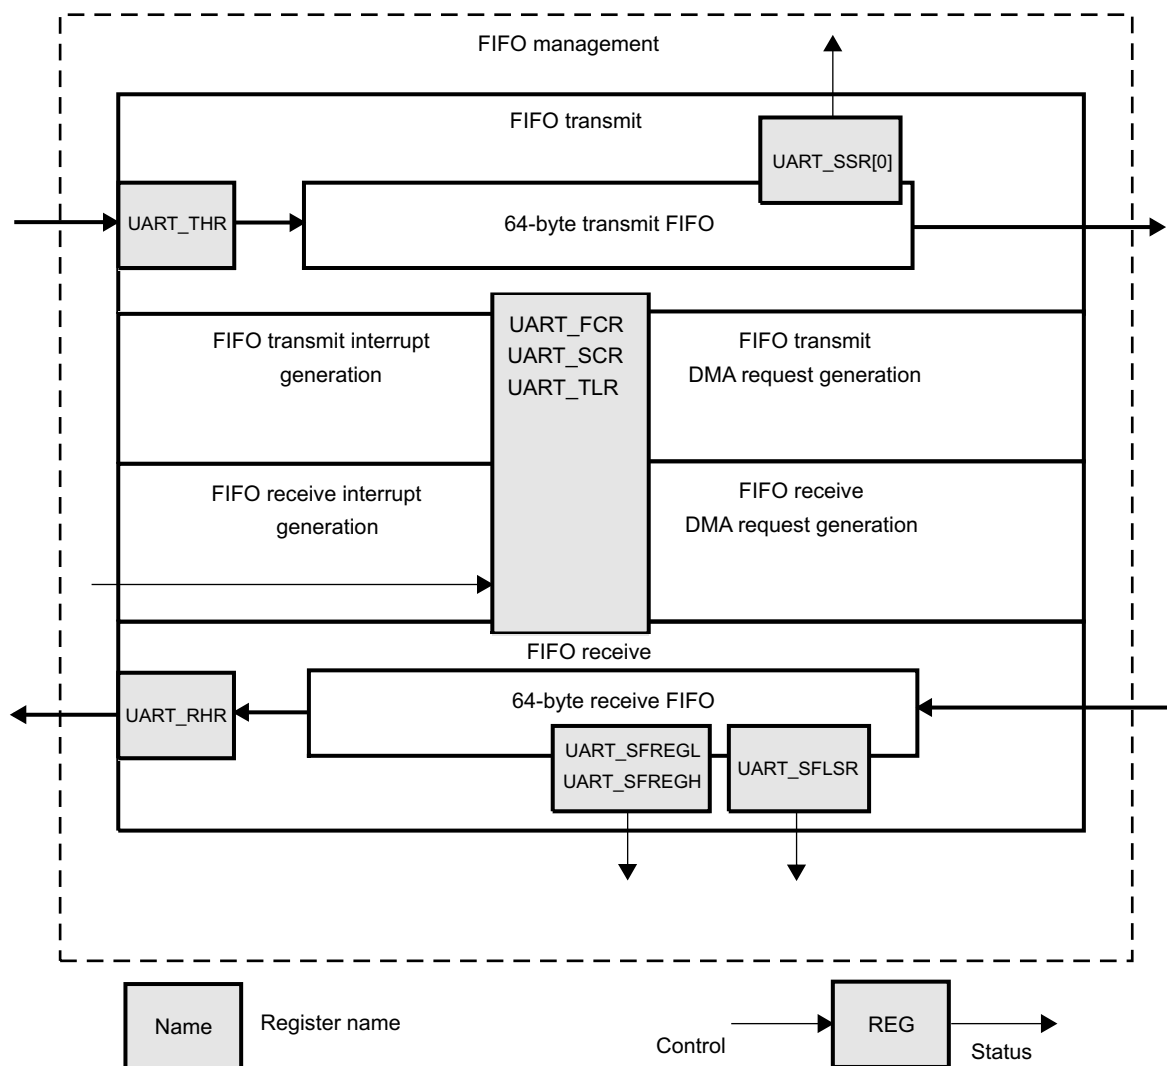 FIFO management
FIFO transmit
UART_SSR[0]
UART_THR
64-byte transmit FIFO
UART_FCR
UART_SCR
UART_TLR
FIFO transmit interrupt
generation
FIFO transmit
DMA request generation
FIFO receive interrupt
generation
FIFO receive
DMA request generation
FIFO receive
64-byte receive FIFO
UART_RHR
UART_SFREGL
UART_SFREGH
UART_SFLSR
Name
Register name
Control
REG
Status